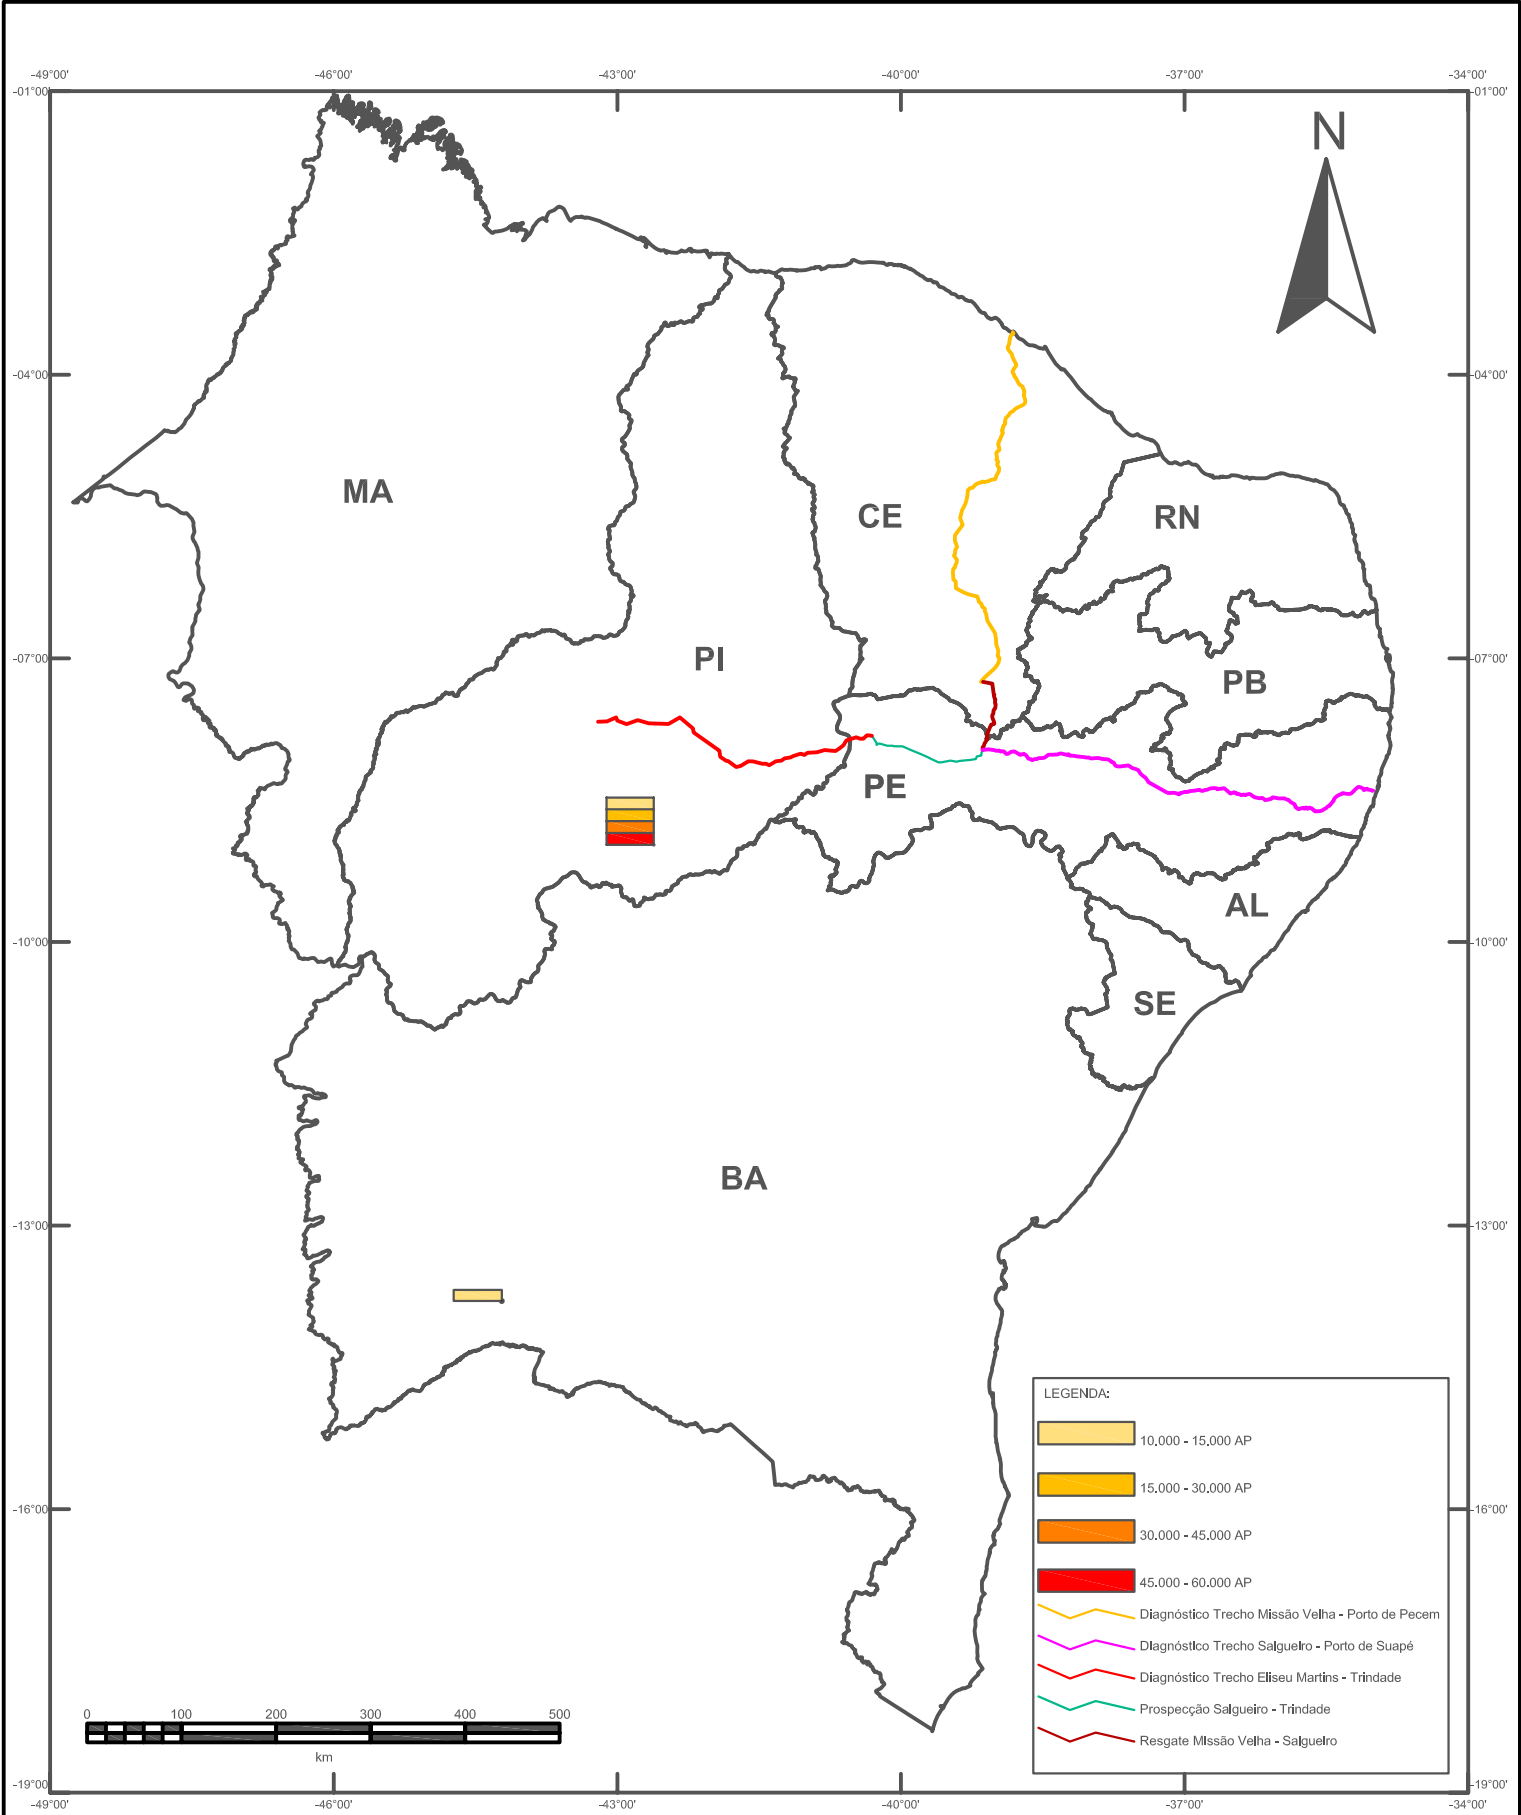 -49°00' -46°00' -43°00' -40°00' -37°00' -34°00'
-01°00' -01°00'
N
-04°00' -04°00'
MA
CE
RN
PI
-07°00' -07°00'
PB
PE
AL
-10°00' -10°00'
SE
BA
-13°00' -13°00'
LEGENDA:
10.000 - 15.000 AP
15.000 - 30.000 AP
-16°00' -16°00'
30.000 - 45.000 AP
45.000 - 60.000 AP
Diagnóstico Trecho Missão Velha - Porto de Pecem
Diagnóstico Trecho Salgueiro - Porto de Suapé
Diagnóstico Trecho Eliseu Martins - Trindade
Prospecção Salgueiro - Trindade
Resgate Missão Velha - Salgueiro
0 100 200 300 400 500
km
-19°00' -19°00'
-49°00' -46°00' -43°00' -40°00' -37°00' -34°00'